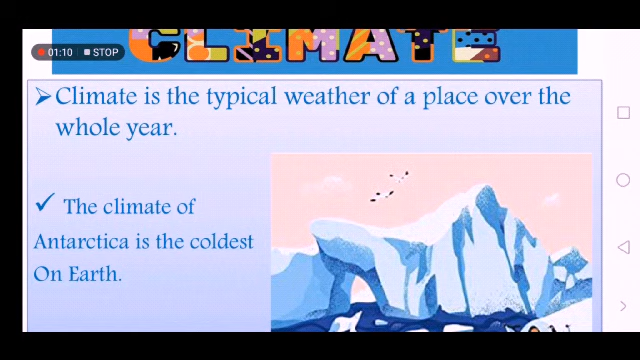 CLIMATE
01:10 STOP
➢Climate is the typical weather of a place over the
whole year.
✓ The climate of
Antarctica is the coldest
On Earth.